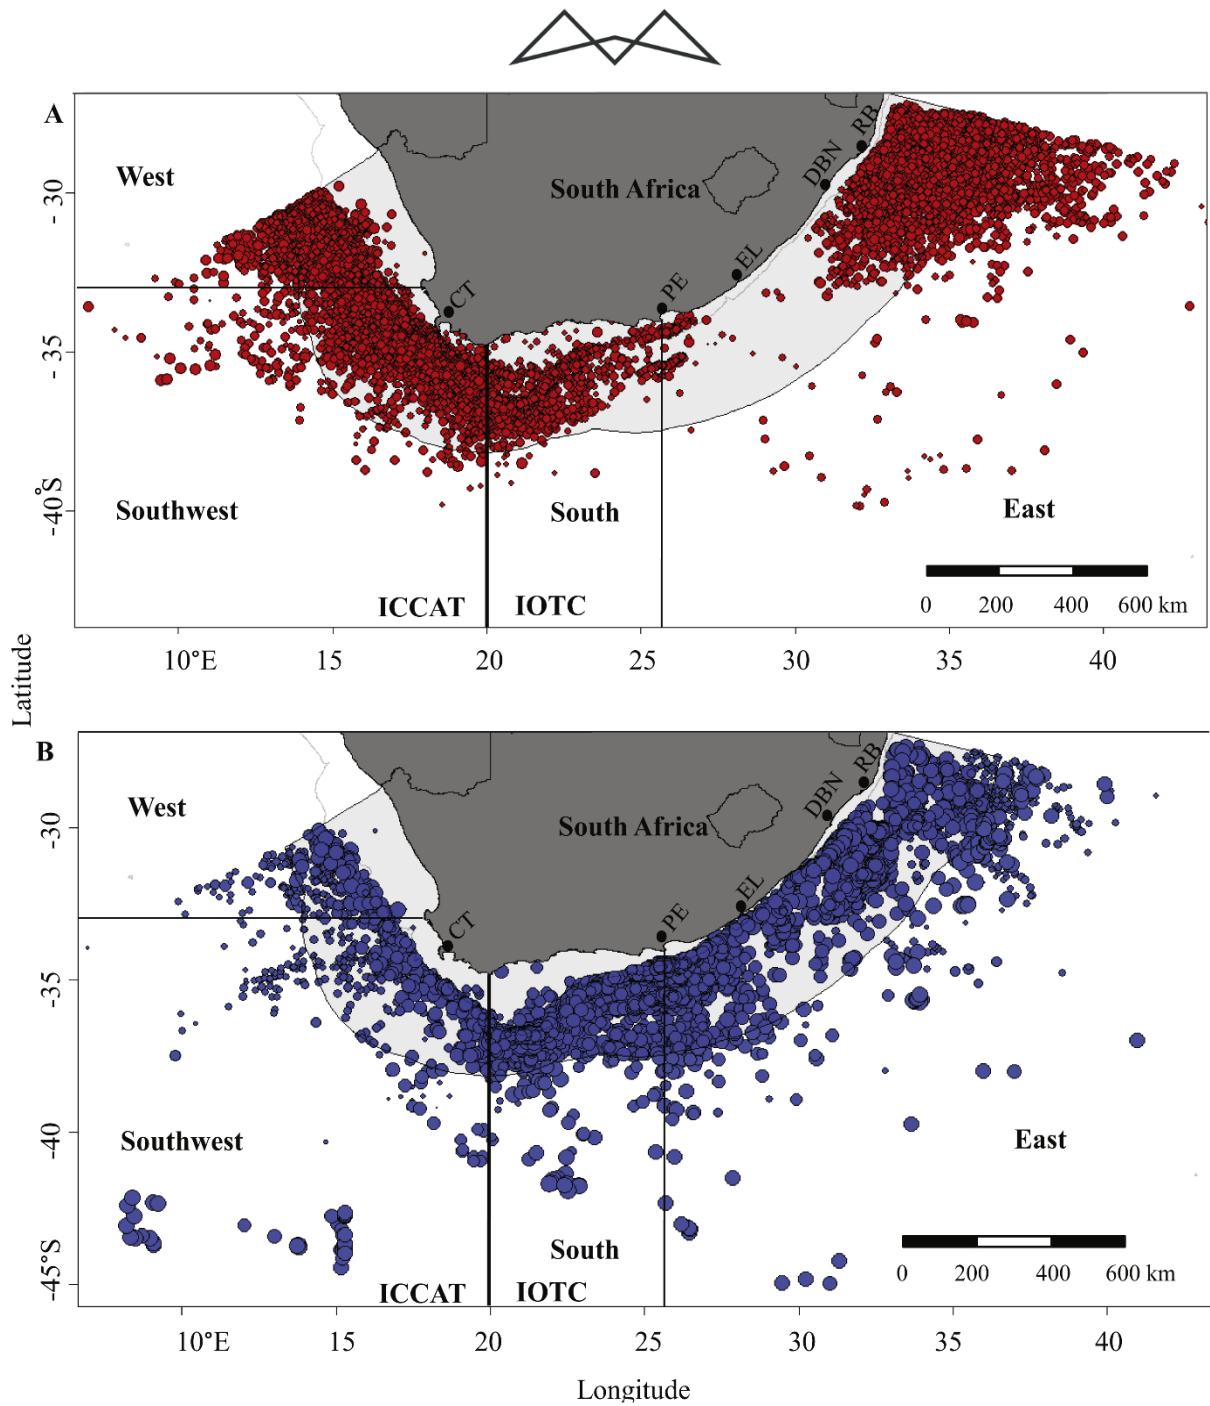 A
West
South Africa
RB
DBN
EL
PE
CT
-30
-35
-40°S
Southwest
South
East
ICCAT
IOTC
0 200 400 600 km
10°E 15 20 25 30 35 40
Latitude
B
West
South Africa
RB
DBN
EL
PE
CT
-30
-35
-40
-45°S
Southwest
East
South
ICCAT
IOTC
0 200 400 600 km
10°E 15 20 25 30 35 40
Longitude